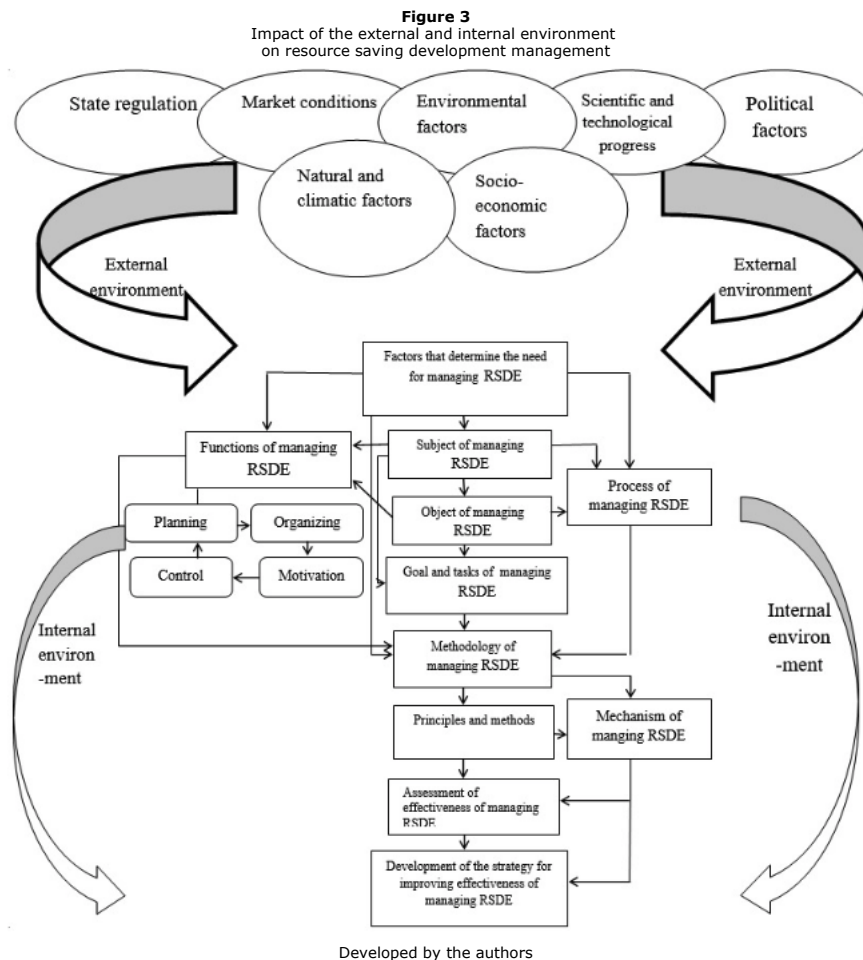 Figure 3
Impact of the external and internal environment
on resource saving development management
State regulation
Market conditions
Environmental
factors
Scientific and
technological
progress
Political
factors
Natural and
climatic factors
Socio-
economic
factors
External
environment
External
environment
Factors that determine the need
for managing RSDE
Functions of managing
RSDE
Subject of managing
RSDE
Process of
managing RSDE
Planning
Organizing
Object of managing
RSDE
Control
Motivation
Goal and tasks of managing
RSDE
Internal
environ
-ment
Internal
environ
-ment
Methodology of
managing RSDE
Principles and methods
Mechanism of
manging RSDE
Assessment of
effectiveness of managing
RSDE
Development of the strategy for
improving effectiveness of
managing RSDE
Developed by the authors